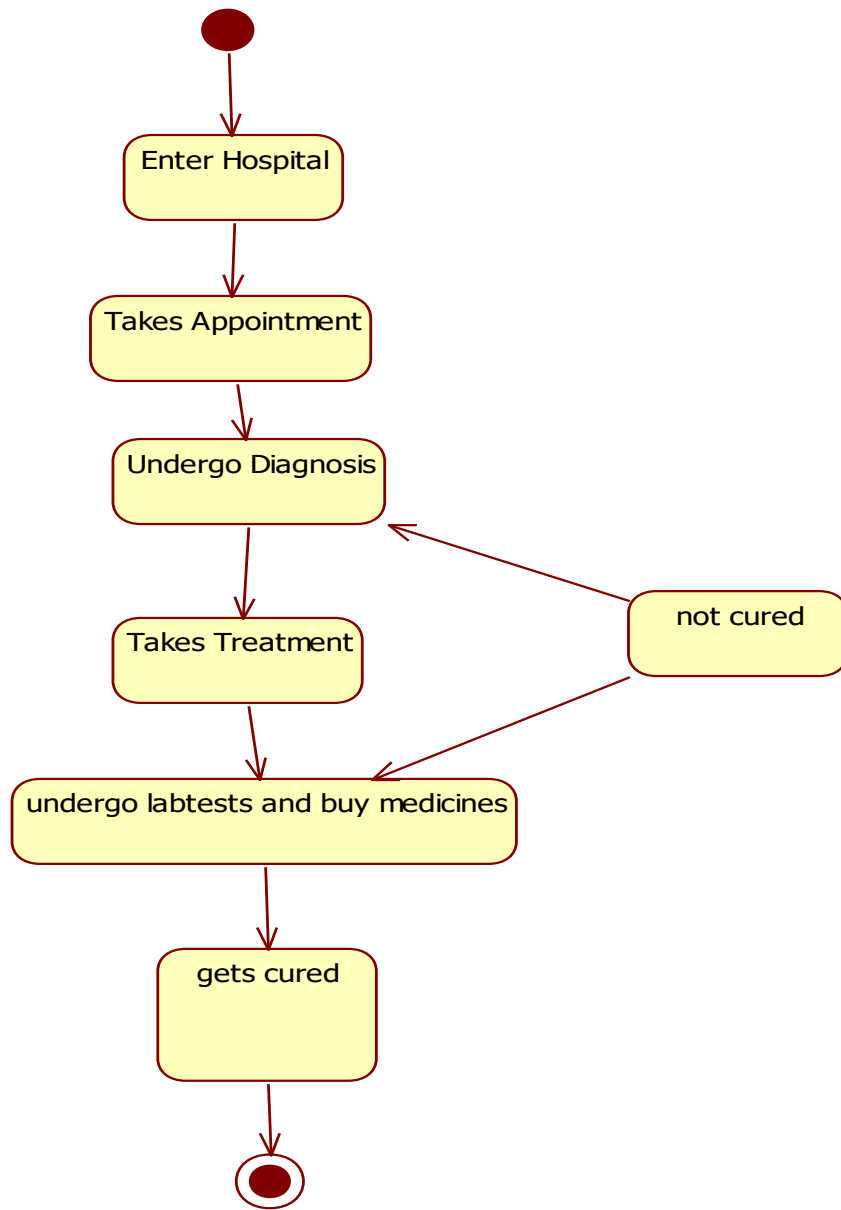 Enter Hospital
Takes Appointment
Undergo Diagnosis
not cured
Takes Treatment
undergo labtests and buy medicines
gets cured